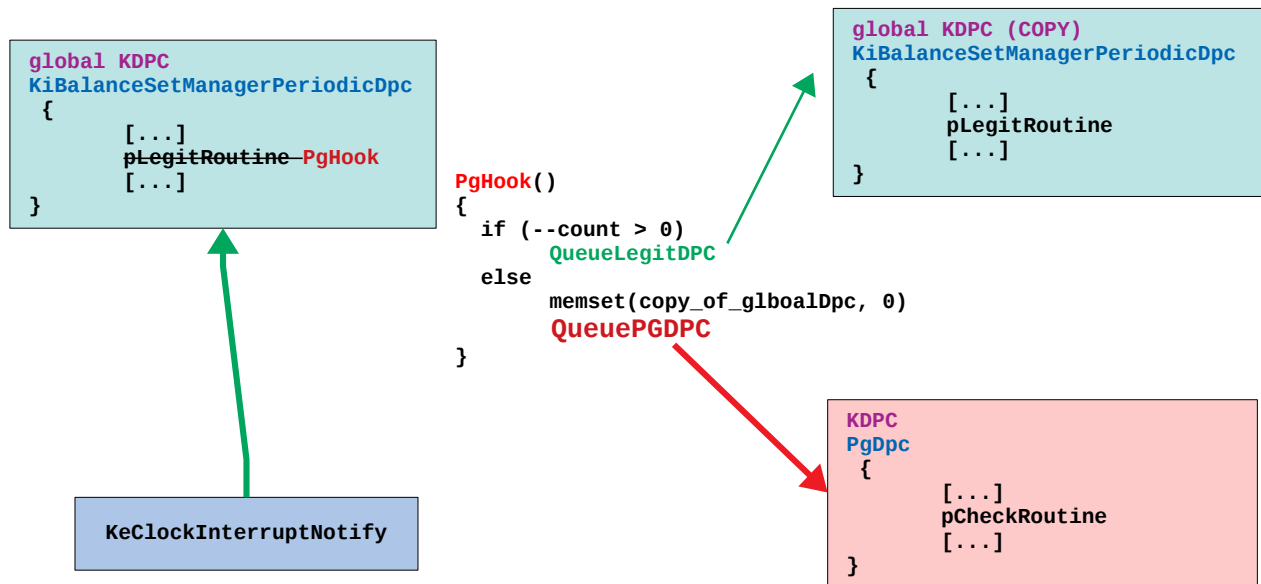 global KDPC
KiBalanceSetManagerPeriodicDpc
{
[...]
pLegitRoutine PgHook
[...]
}
KeClockInterruptNotify
PgHook()
{
if (--count > 0)
QueueLegitDPC
else
memset(copy_of_glboalDpc, 0)
QueuePGDPC
}
global KDPC (COPY)
KiBalanceSetManagerPeriodicDpc
{
[...]
pLegitRoutine
[...]
}
KDPC
PgDpc
{
[...]
pCheckRoutine
[...]
}